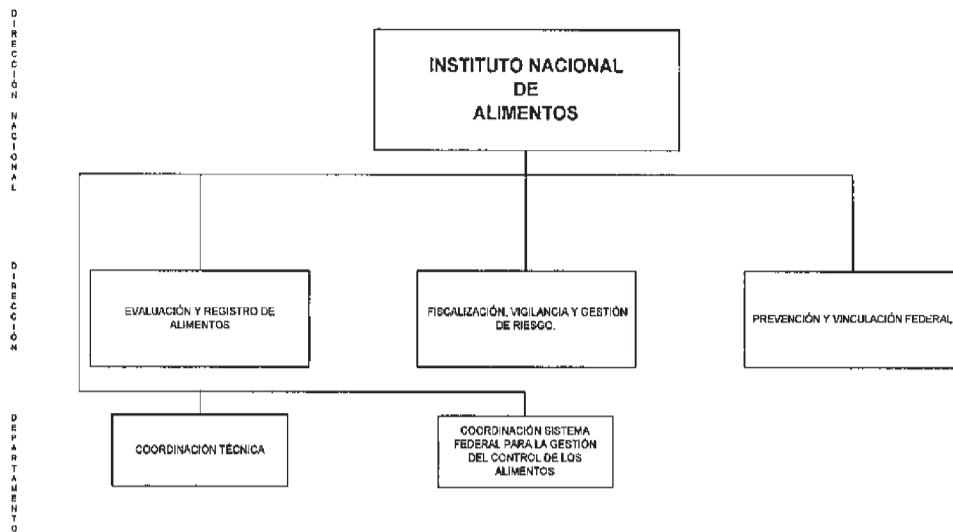 DIRECCIÓN NACIONAL
INSTITUTO NACIONAL
DE
ALIMENTOS
DIRECCIÓN
EVALUACIÓN Y REGISTRO DE
ALIMENTOS
FISCALIZACIÓN, VIGILANCIA Y GESTIÓN
DE RIESGO.
PREVENCIÓN Y VINCULACIÓN FEDERAL
DEPARTAMENTO
COORDINACIÓN TÉCNICA
COORDINACIÓN SISTEMA
FEDERAL PARA LA GESTIÓN
DEL CONTROL DE LOS
ALIMENTOS